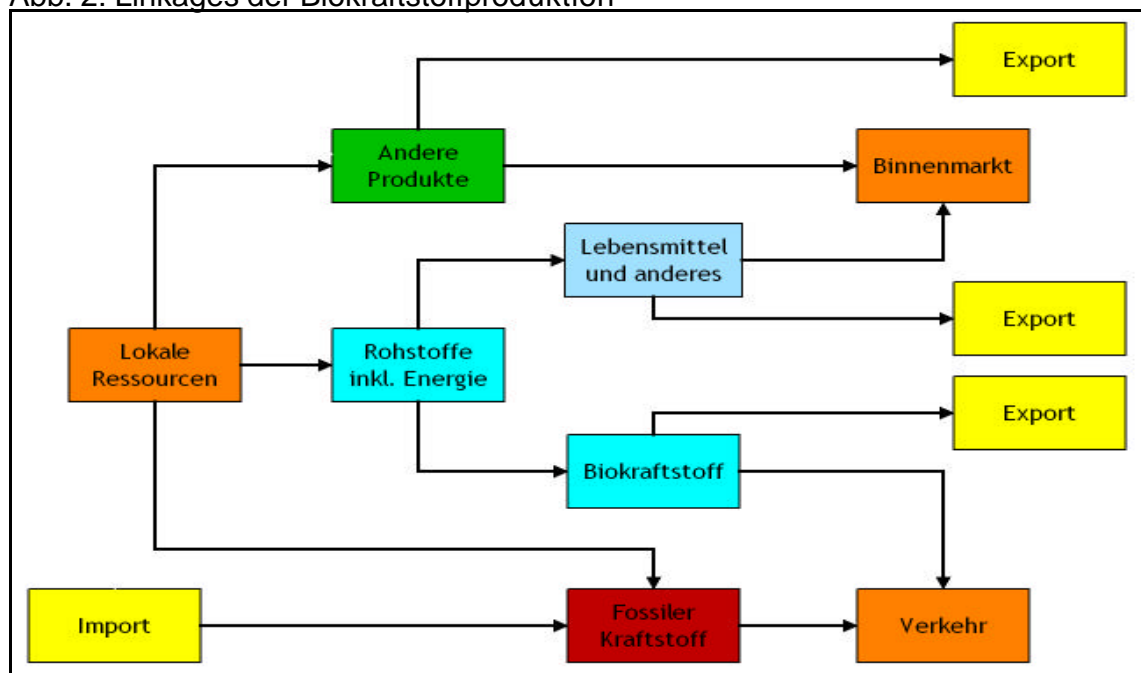 Abb. 2: Linkages der Biokraftstoffproduktion
Export
Andere
Produkte
Binnenmarkt
Lebensmittel
und anderes
Export
Lokale
Ressourcen
Rohstoffe
inkl. Energie
Export
Biokraftstoff
Import
Fossiler
Kraftstoff
Verkehr